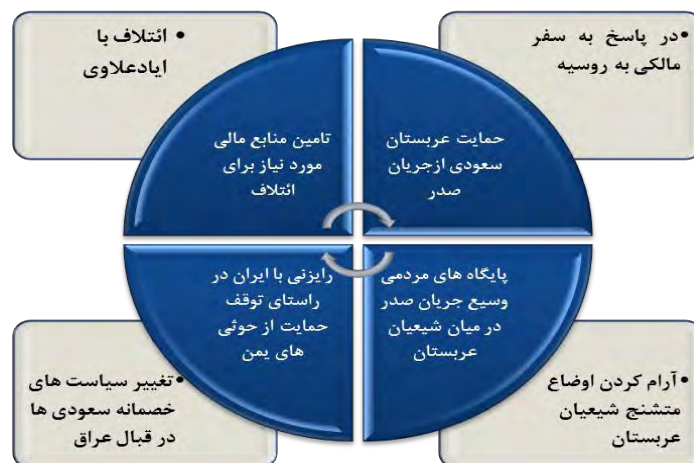 در پاسخ به سفر
مالکی به روسیه
ائتلاف با
ایادعلاوی
حمایت عربستان
سعودی ازجریان
صدر
تامین منابع مالی
مورد نیاز برای
ائتلاف
پایگاه های مردمی
وسیع جریان صدر
در میان شیعیان
عربستان
رایزنی با ایران در
راستای توقف
حمایت از حوثی
های یمن
آرام کردن اوضاع
متشنج شیعیان
عربستان
تغییر سیاست های
خصمانه سعودی ها
در قبال عراق